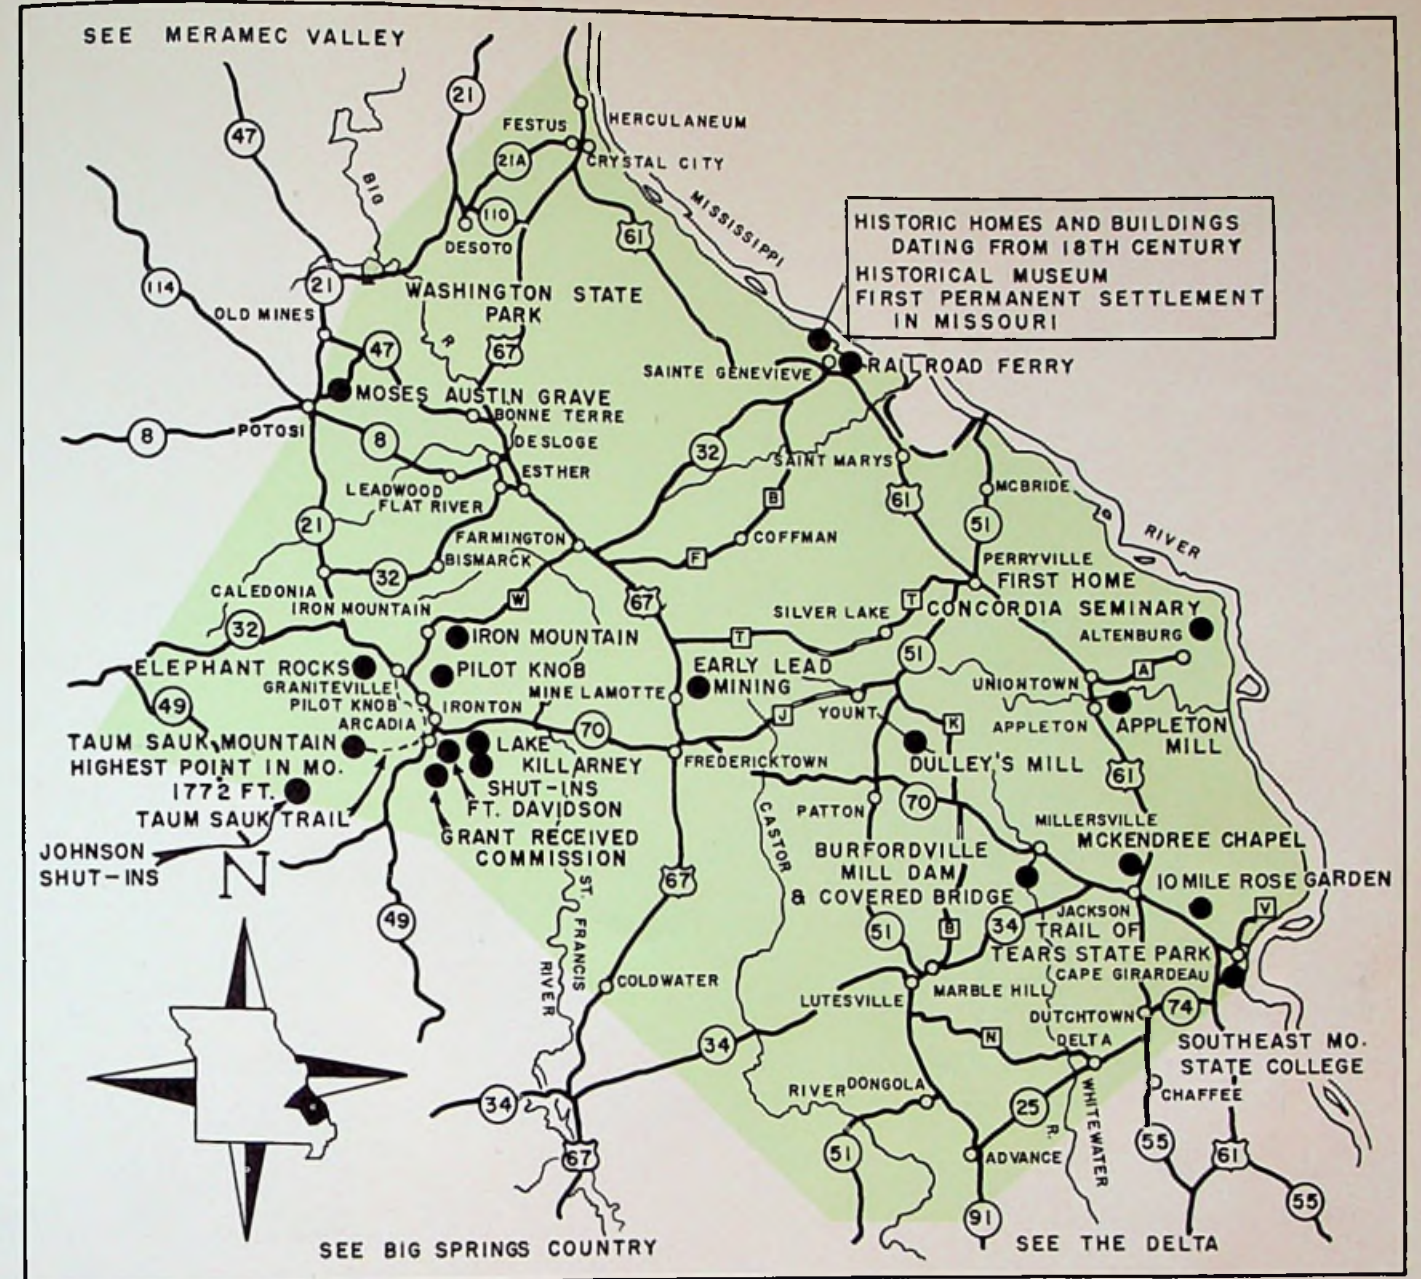 SEE MERAMEC VALLEY
21
47
HERCULANEUM
FESTUS
21A
CRYSTAL CITY
BIG
110
DESOTO
61
MISSISSIPPI
HISTORIC HOMES AND BUILDINGS
DATING FROM 18TH CENTURY
HISTORICAL MUSEUM
FIRST PERMANENT SETTLEMENT
IN MISSOURI
114
21
WASHINGTON STATE
PARK
OLD MINES
R.
47
67
SAINTE GENEVIEVE
RAILROAD FERRY
MOSES AUSTIN GRAVE
BONNE TERRE
8
POTOSI
8
DESLOGE
ESTHER
32
SAINT MARYS
LEADWOOD
FLAT RIVER
B
61
MCBRIDE
21
51
RIVER
FARMINGTON
COFFMAN
BISMARCK
F
PERRYVILLE
32
FIRST HOME
CALEDONIA
IRON MOUNTAIN
W
67
SILVER LAKE
T
CONCORDIA SEMINARY
32
IRON MOUNTAIN
T
ALTENBURG
ELEPHANT ROCKS
PILOT KNOB
EARLY LEAD
MINING
51
A
GRANITEVILLE
PILOT KNOB
MINE LAMOTTE
UNIONTOWN
49
IRONTON
J
YOUNT
K
APPLETON
APPLETON
MILL
ARCADIA
70
TAUM SAUK MOUNTAIN
HIGHEST POINT IN MO.
1772 FT.
LAKE
KILLARNEY
FREDERICKTOWN
DULLEY'S MILL
61
SHUT-INS
FT. DAVIDSON
TAUM SAUK TRAIL
PATTON
70
MILLERSVILLE
CASTOR
GRANT RECEIVED
COMMISSION
MCKENDREE CHAPEL
JOHNSON
SHUT-INS
BURFORDVILLE
MILL DAM
& COVERED BRIDGE
N
67
10 MILE ROSE GARDEN
ST. FRANCIS
RIVER
49
51
B
34
JACKSON
V
TRAIL OF
TEARS STATE PARK
CAPE GIRARDEAU
COLDWATER
LUTESVILLE
MARBLE HILL
DUTCHTOWN
74
34
N
DELTA
SOUTHEAST MO.
STATE COLLEGE
34
RIVER
DONGOLA
25
R.
WHITEWATER
CHAFFEE
67
51
ADVANCE
55
61
55
91
SEE BIG SPRINGS COUNTRY
SEE THE DELTA